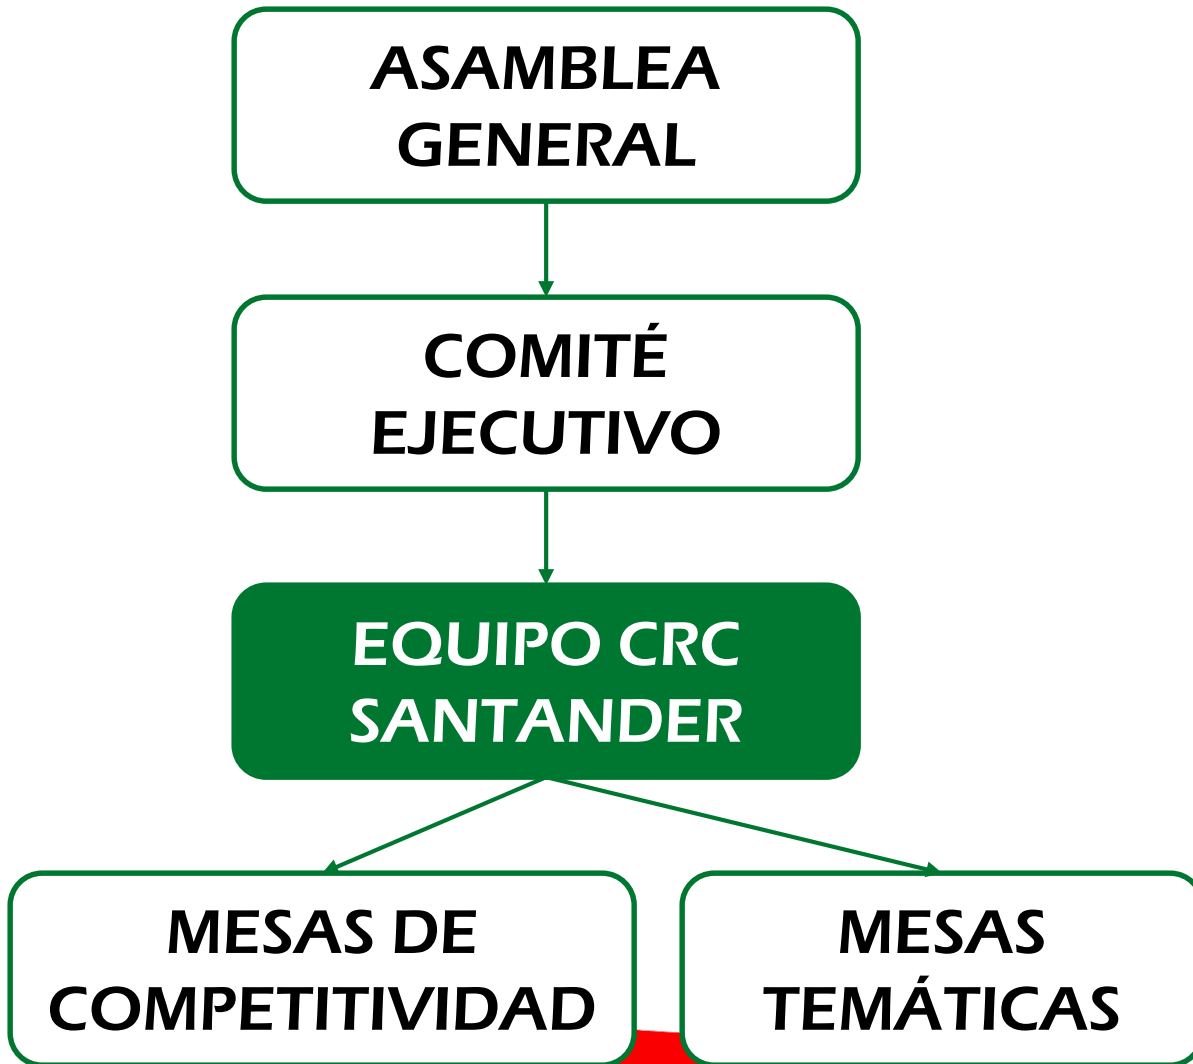 ASAMBLEA
GENERAL
COMITÉ
EJECUTIVO
EQUIPO CRC
SANTANDER
MESAS DE
COMPETITIVIDAD
MESAS
TEMÁTICAS